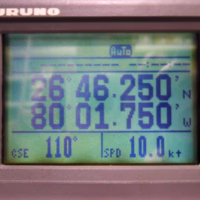 FURUNO
Auto
--- --:--'
26°46.250' N
80°01.750' W
CSE 110° SPD 10.0 kt